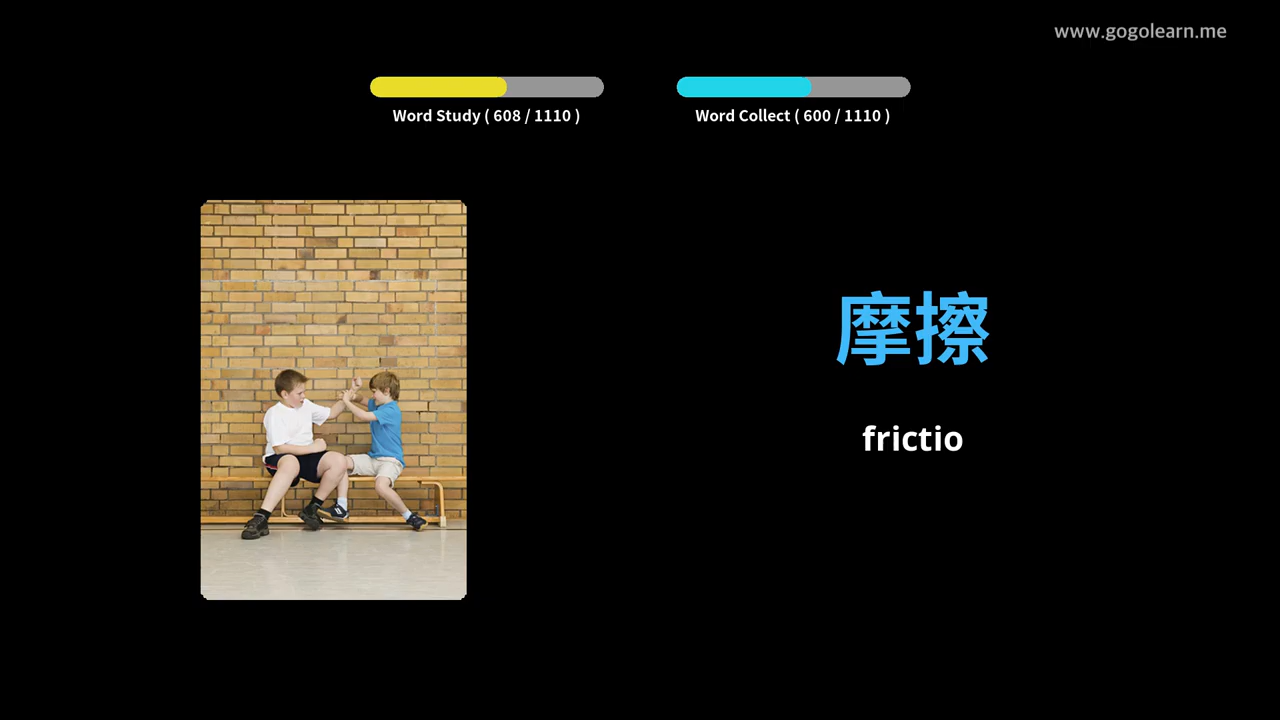 www.gogolearn.me
Word Study ( 608 / 1110 )
Word Collect ( 600 / 1110 )
摩擦
frictio